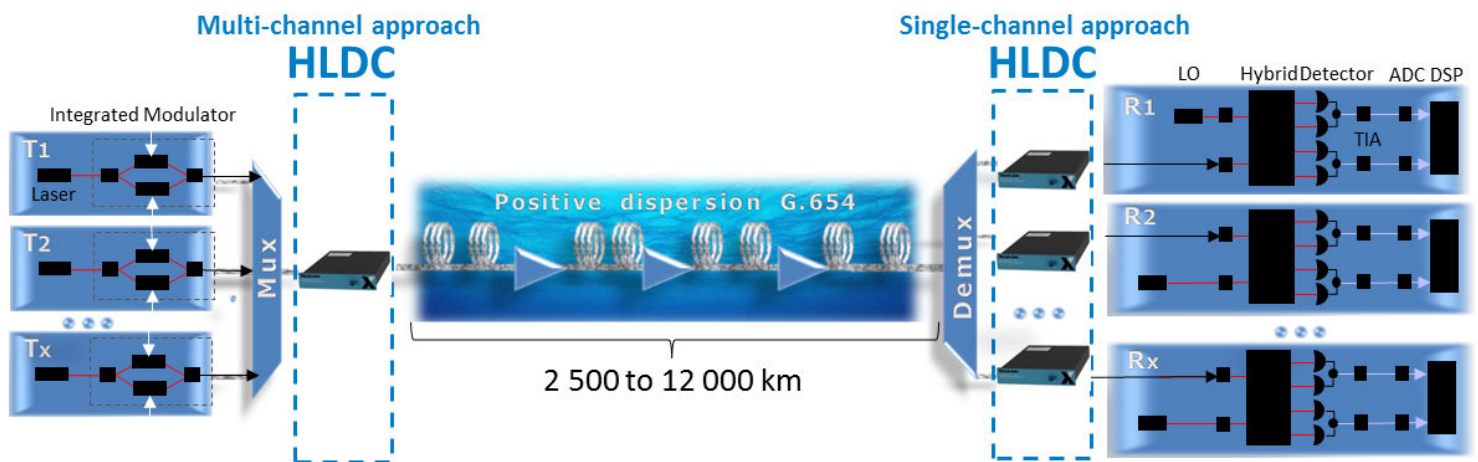 Multi-channel approach
HLDC
Single-channel approach
HLDC
Integrated Modulator
T1
Laser
T2
Tx
Mux
Positive dispersion G.654
2 500 to 12 000 km
Demux
LO
Hybrid
Detector
ADC
DSP
R1
TIA
R2
Rx